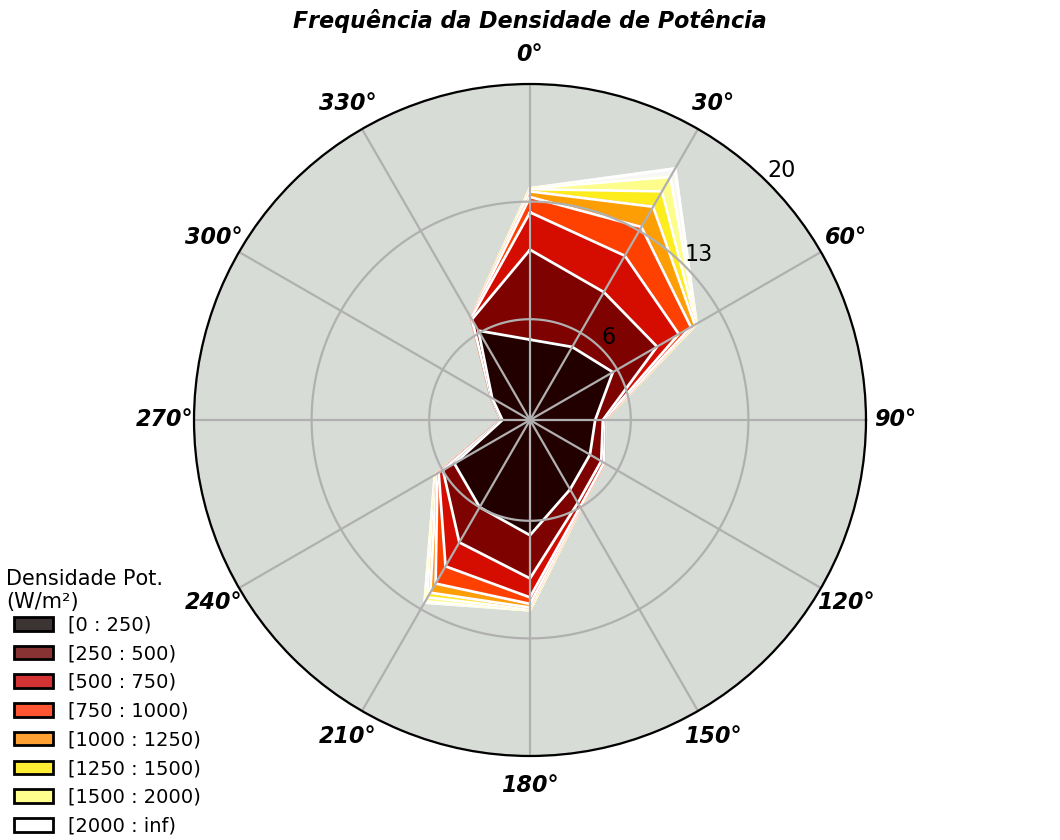 Frequência da Densidade de Potência
0°
330°
30°
20
300°
60°
13
6
270°
90°
240°
120°
210°
150°
180°
Densidade Pot.
(W/m²)
[0 : 250)
[250 : 500)
[500 : 750)
[750 : 1000)
[1000 : 1250)
[1250 : 1500)
[1500 : 2000)
[2000 : inf)